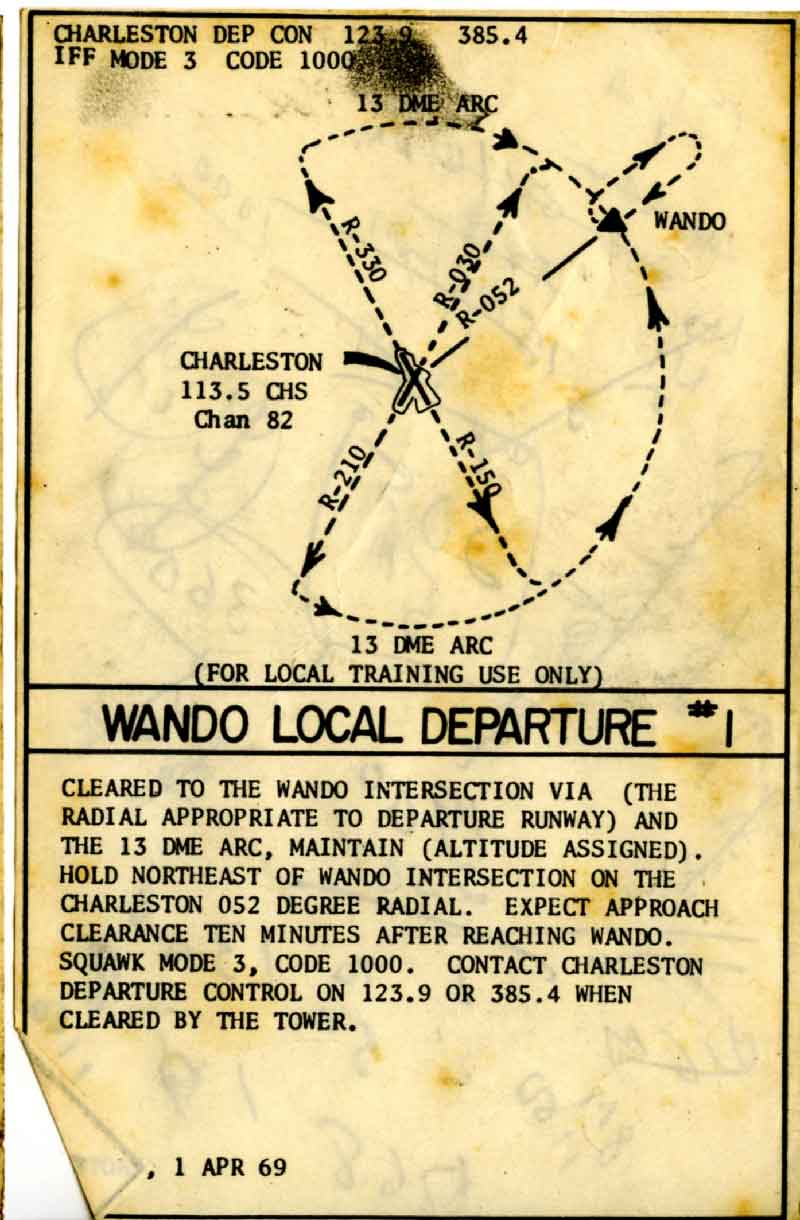 CHARLESTON DEP CON 123.9 385.4
IFF MODE 3 CODE 1000
13 DME ARC
WANDO
R-330
R-030
R-052
CHARLESTON
113.5 CHS
Chan 82
R-210
R-150
13 DME ARC
(FOR LOCAL TRAINING USE ONLY)
WANDO LOCAL DEPARTURE #1
CLEARED TO THE WANDO INTERSECTION VIA (THE
RADIAL APPROPRIATE TO DEPARTURE RUNWAY) AND
THE 13 DME ARC, MAINTAIN (ALTITUDE ASSIGNED).
HOLD NORTHEAST OF WANDO INTERSECTION ON THE
CHARLESTON 052 DEGREE RADIAL. EXPECT APPROACH
CLEARANCE TEN MINUTES AFTER REACHING WANDO.
SQUAWK MODE 3, CODE 1000. CONTACT CHARLESTON
DEPARTURE CONTROL ON 123.9 OR 385.4 WHEN
CLEARED BY THE TOWER.
, 1 APR 69